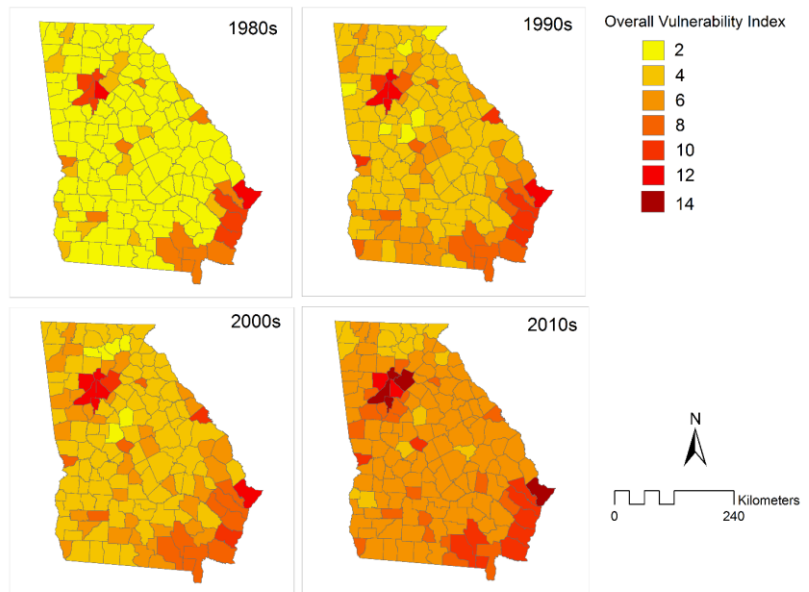 1980s
1990s
Overall Vulnerability Index
2
4
6
8
10
12
14
2000s
2010s
N
Kilometers
0 240